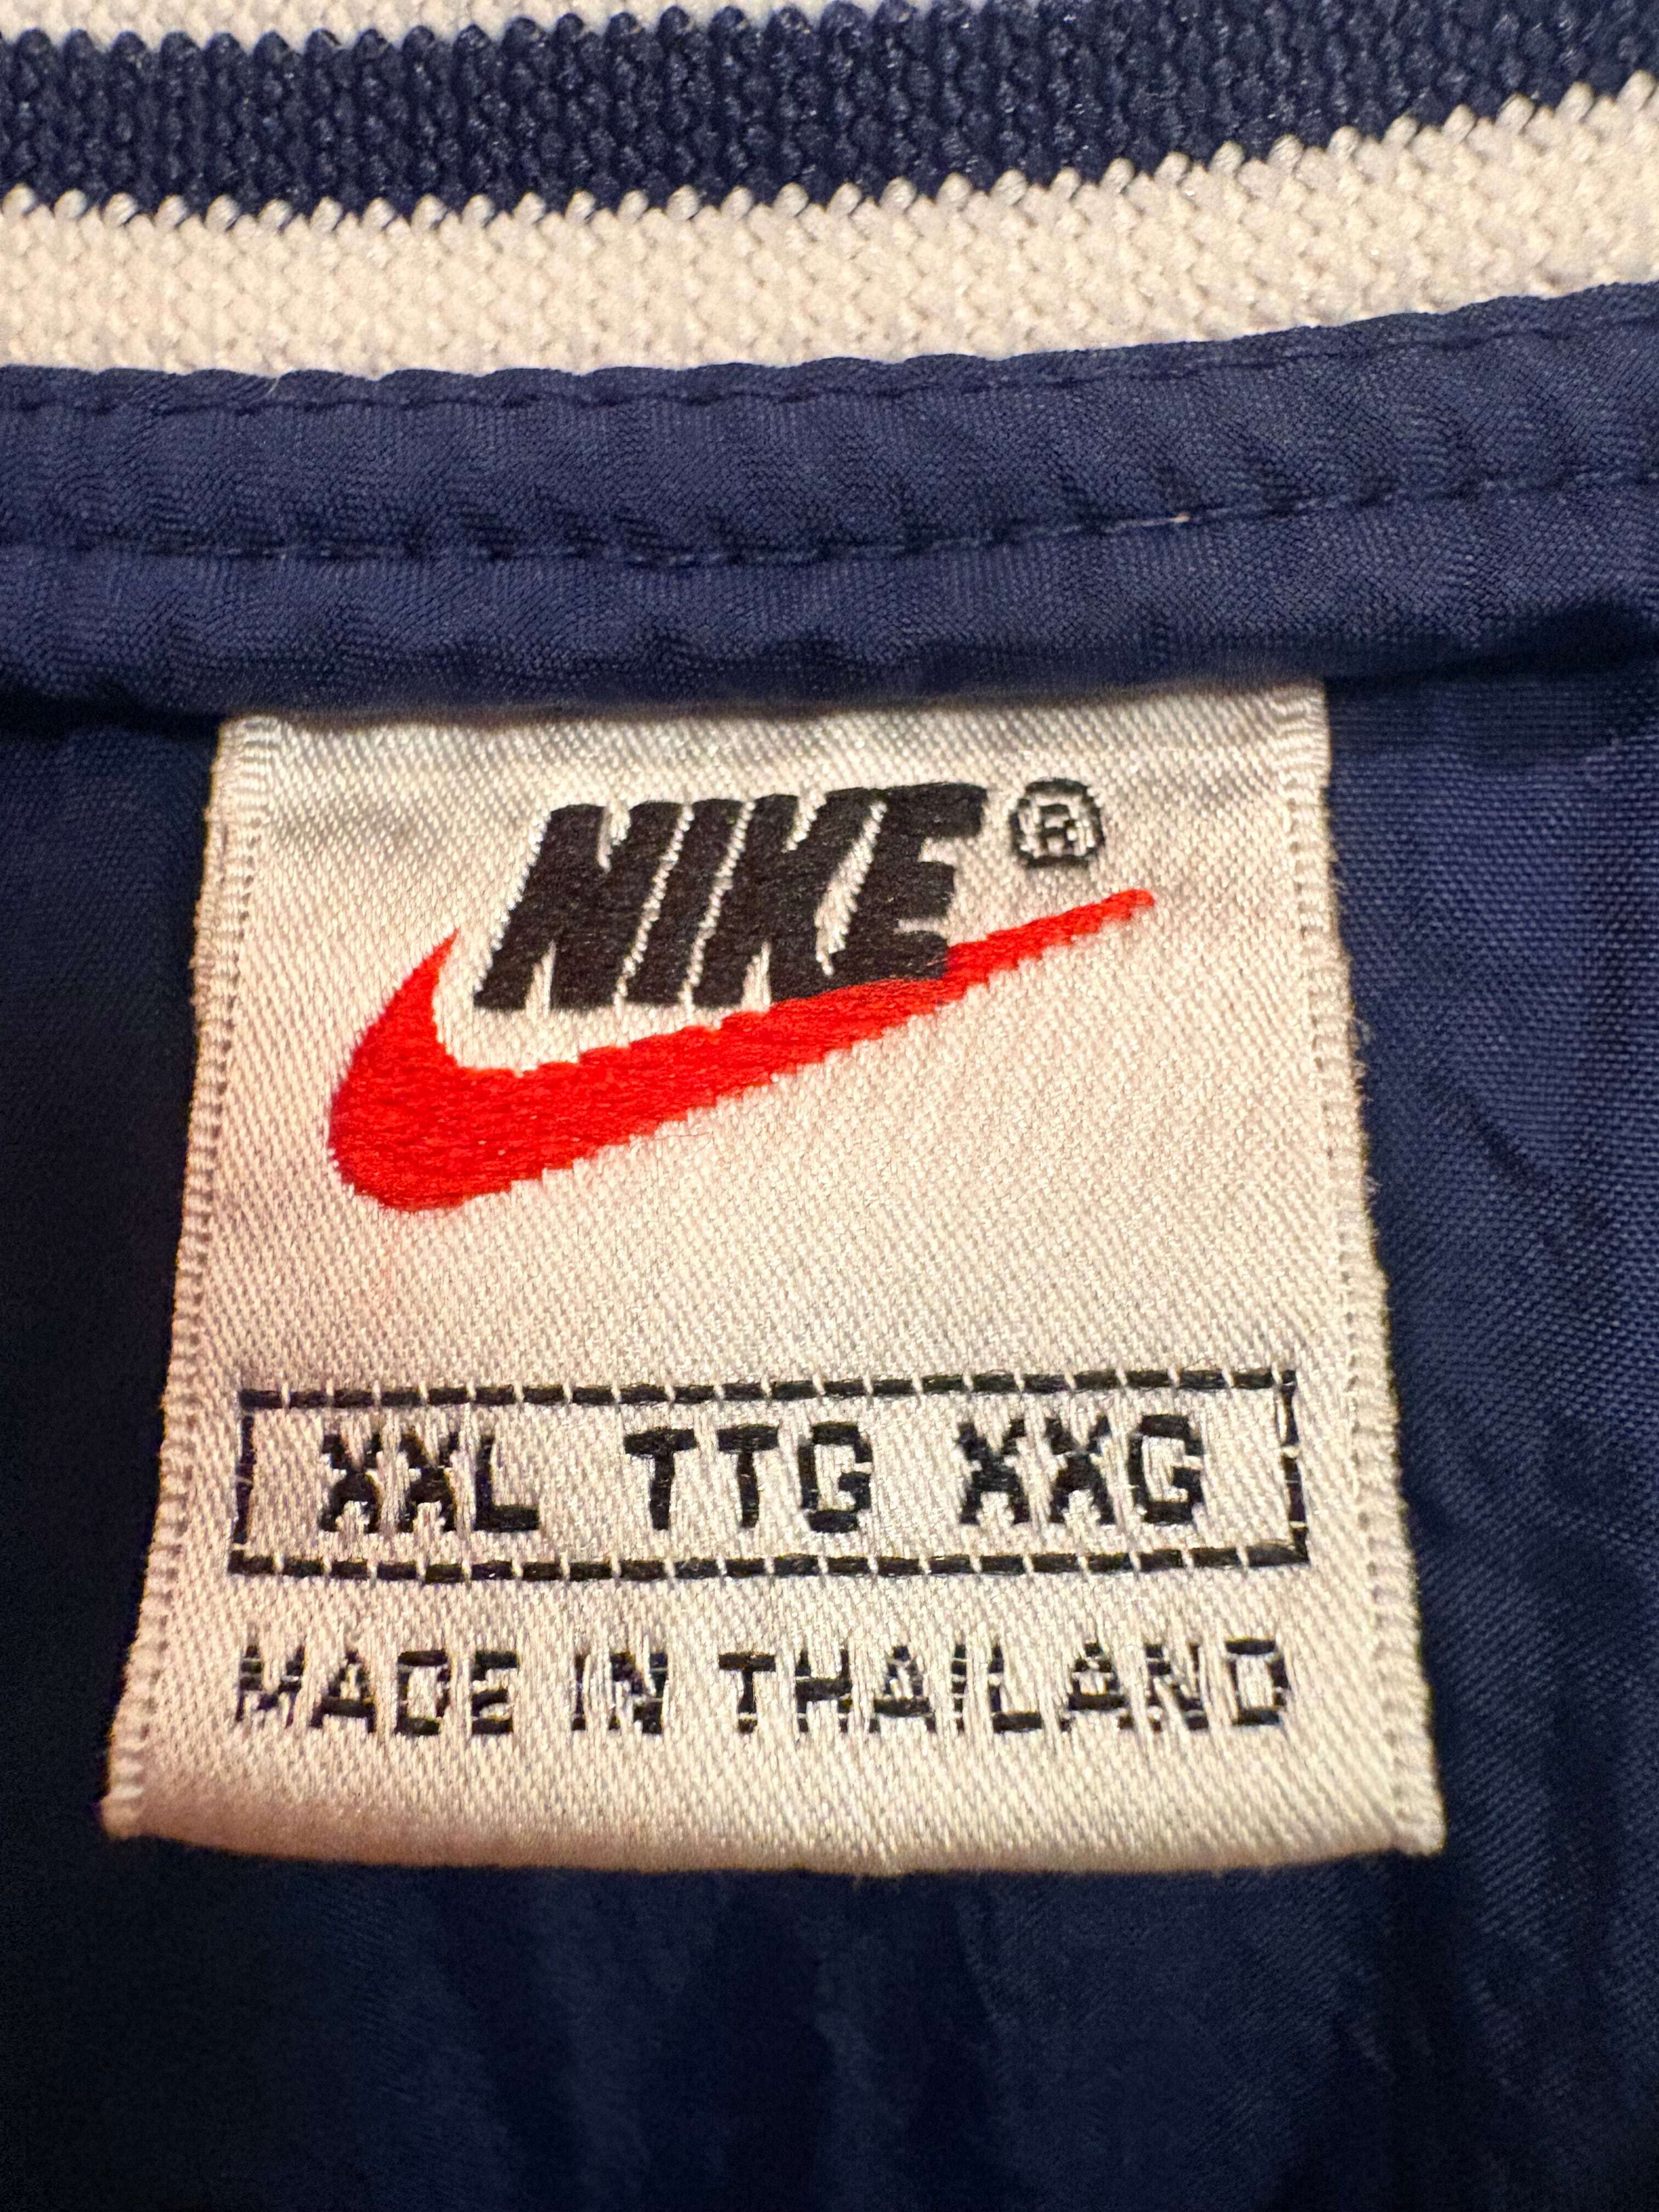 NIKE®
XXL TTG XXG
MADE IN THAILAND